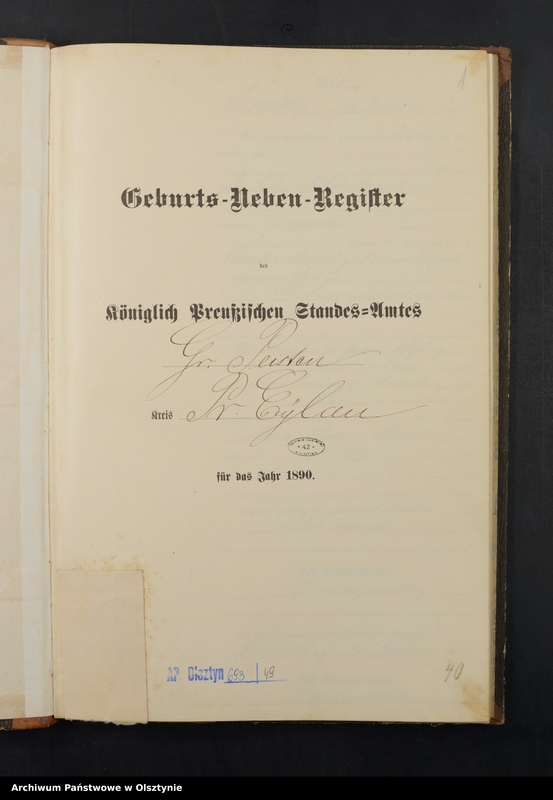 1
Geburts-Neben-Register
des
Königlich Preußischen Standes-Amtes
Gr. Peisten
Kreis Pr. Eylau
42
für das Jahr 1890.
AP Olsztyn 693 | 49
40
Archiwum Państwowe w Olsztynie